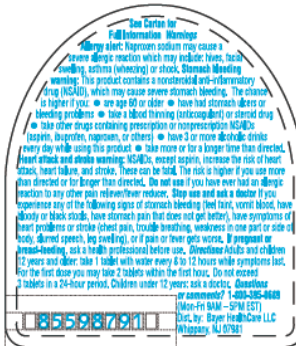 See Carton for
Full Information Warnings
Allergy alert: Naproxen sodium may cause a
severe allergic reaction which may include: hives, facial
swelling, asthma (wheezing) or shock. Stomach bleeding
warning: This product contains a nonsteroidal anti-inflammatory
drug (NSAID), which may cause severe stomach bleeding. The chance
is higher if you: ● are age 60 or older ● have had stomach ulcers or
bleeding problems ● take a blood thinning (anticoagulant) or steroid drug
● take other drugs containing prescription or nonprescription NSAIDs
(aspirin, ibuprofen, naproxen, or others) ● have 3 or more alcoholic drinks
every day while using this product ● take more or for a longer time than directed.
Heart attack and stroke warning: NSAIDs, except aspirin, increase the risk of heart
attack, heart failure, and stroke. These can be fatal. The risk is higher if you use more
than directed or for longer than directed. Do not use if you have ever had an allergic
reaction to any other pain reliever/fever reducer. Stop use and ask a doctor if you
experience any of the following signs of stomach bleeding (feel faint, vomit blood, have
bloody or black stools, have stomach pain that does not get better), have symptoms of
heart problems or stroke (chest pain, trouble breathing, weakness in one part or side of
body, slurred speech, leg swelling), or if pain or fever gets worse. If pregnant or
breast-feeding, ask a health professional before use. Directions Adults and children
12 years and older: take 1 tablet with water every 8 to 12 hours while symptoms last.
For the first dose you may take 2 tablets within the first hour. Do not exceed
3 tablets in a 24-hour period. Children under 12 years: ask a doctor. Questions
or comments? 1-800-395-0689
(Mon-Fri 9AM – 5PM EST)
Dist. by: Bayer HealthCare LLC
Whippany, NJ 07981
85598791